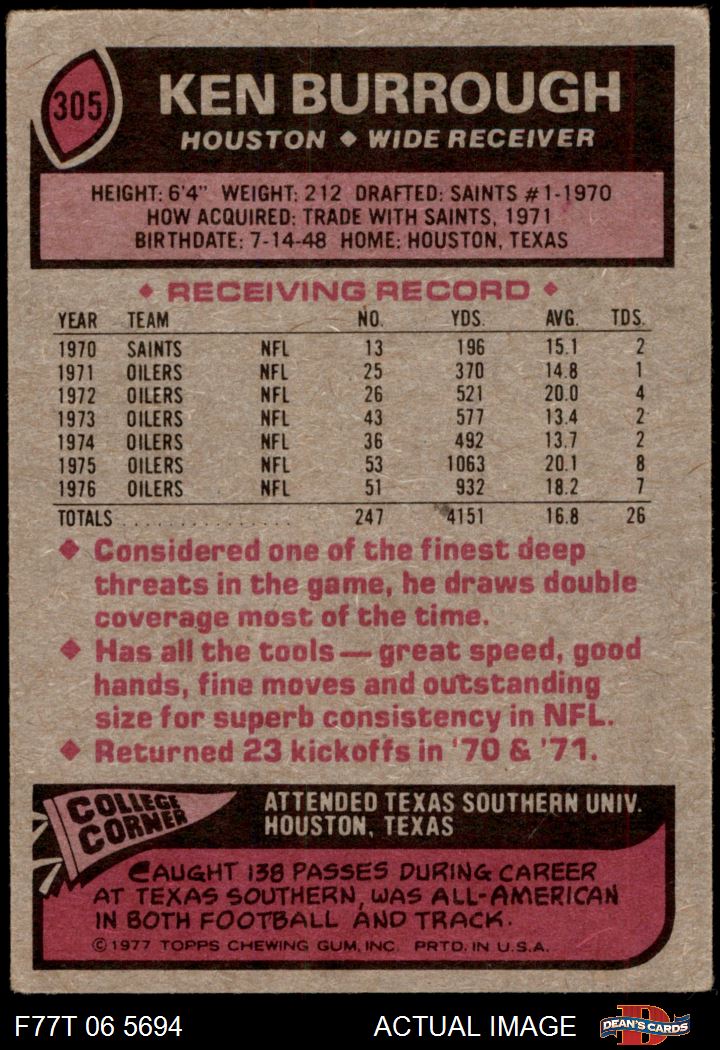 305
KEN BURROUGH
HOUSTON ◆ WIDE RECEIVER
HEIGHT: 6'4" WEIGHT: 212 DRAFTED: SAINTS #1-1970
HOW ACQUIRED: TRADE WITH SAINTS, 1971
BIRTHDATE: 7-14-48 HOME: HOUSTON, TEXAS
◆ RECEIVING RECORD ◆
YEAR TEAM NO. YDS. AVG. TDS.
1970 SAINTS NFL 13 196 15.1 2
1971 OILERS NFL 25 370 14.8 1
1972 OILERS NFL 26 521 20.0 4
1973 OILERS NFL 43 577 13.4 2
1974 OILERS NFL 36 492 13.7 2
1975 OILERS NFL 53 1063 20.1 8
1976 OILERS NFL 51 932 18.2 7
TOTALS . . . . . . . . . . . . . . . . 247 4151 16.8 26
◆ Considered one of the finest deep
threats in the game, he draws double
coverage most of the time.
◆ Has all the tools—great speed, good
hands, fine moves and outstanding
size for superb consistency in NFL.
◆ Returned 23 kickoffs in '70 & '71.
COLLEGE
CORNER
ATTENDED TEXAS SOUTHERN UNIV.
HOUSTON, TEXAS
CAUGHT 138 PASSES DURING CAREER
AT TEXAS SOUTHERN, WAS ALL-AMERICAN
IN BOTH FOOTBALL AND TRACK.
©1977 TOPPS CHEWING GUM, INC. PRTD. IN U.S.A.
F77T 06 5694 ACTUAL IMAGE
D
DEAN'S CARDS